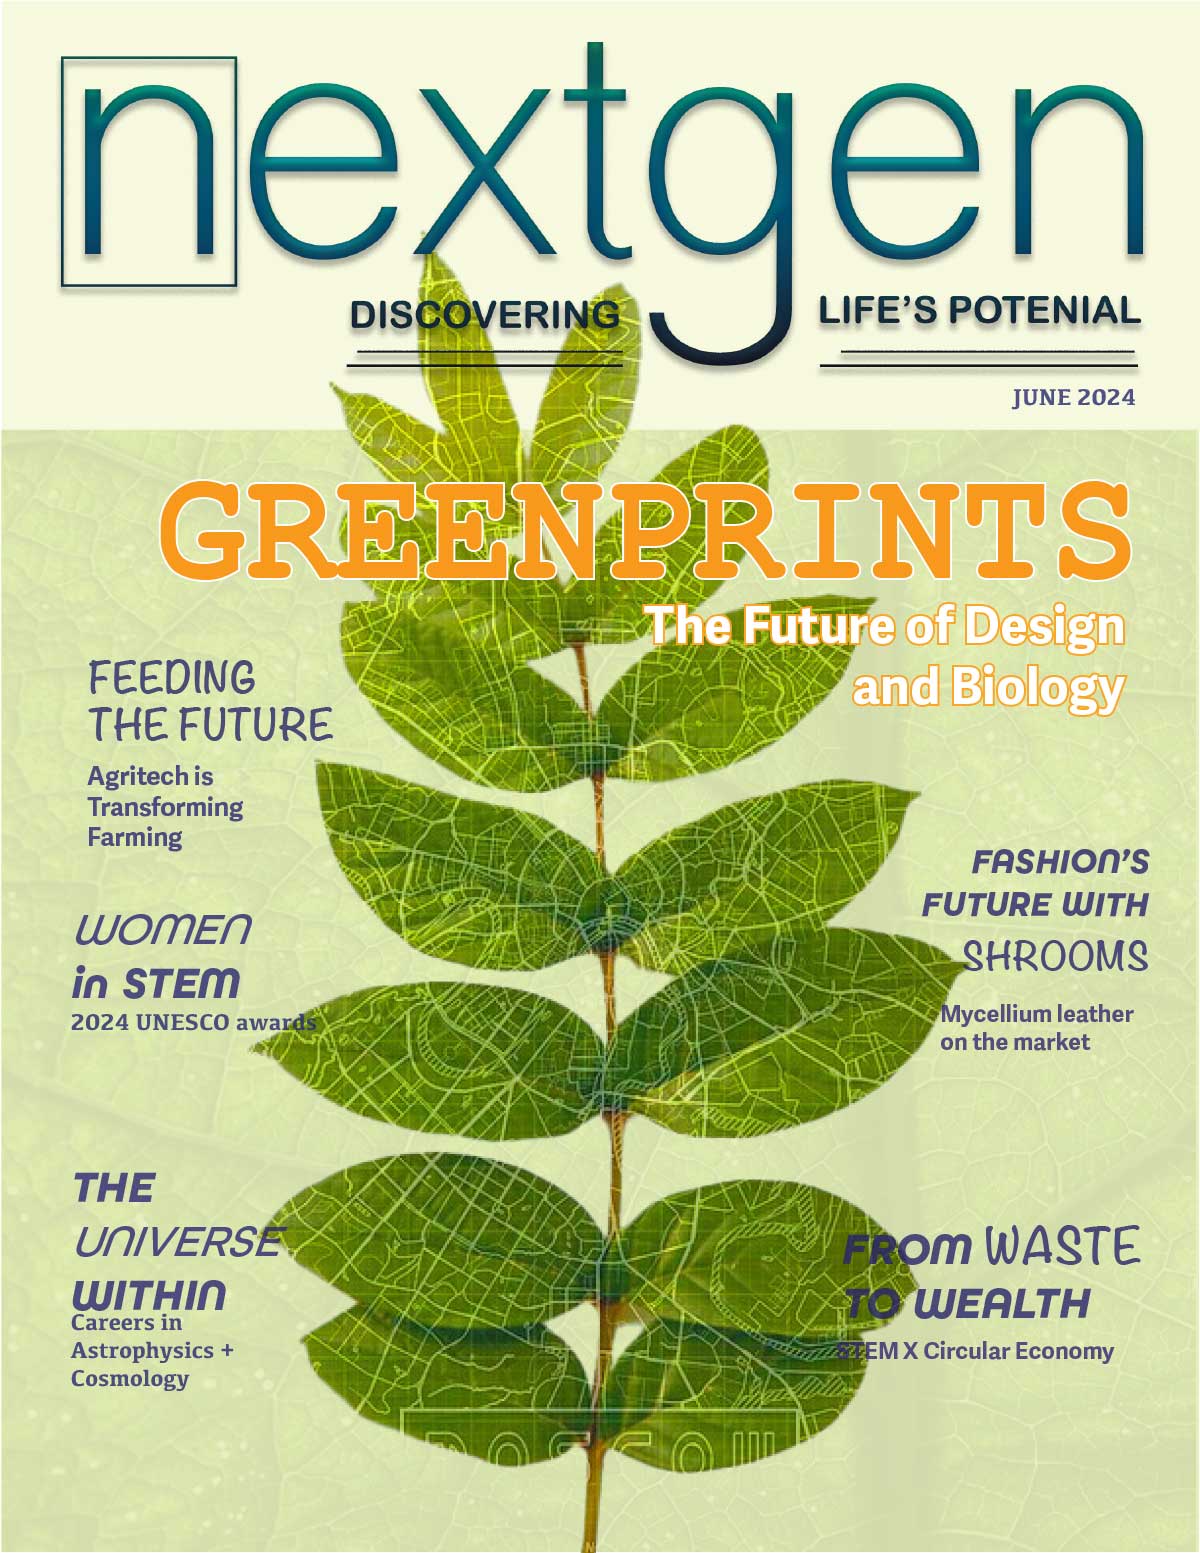 nextgen
DISCOVERING
LIFE'S POTENIAL
JUNE 2024
GREENPRINTS
The Future of Design
and Biology
FEEDING
THE FUTURE
Agritech is
Transforming
Farming
WOMEN
in STEM
2024 UNESCO awards
FASHION'S
FUTURE WITH
SHROOMS
Mycellium leather
on the market
THE
UNIVERSE
WITHIN
Careers in
Astrophysics +
Cosmology
FROM WASTE
TO WEALTH
STEM X Circular Economy